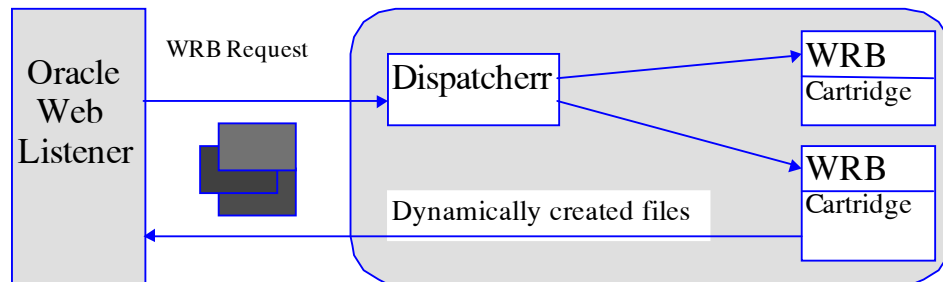 Oracle
Web
Listener
WRB Request
Dispatcherr
WRB
Cartridge
WRB
Cartridge
Dynamically created files